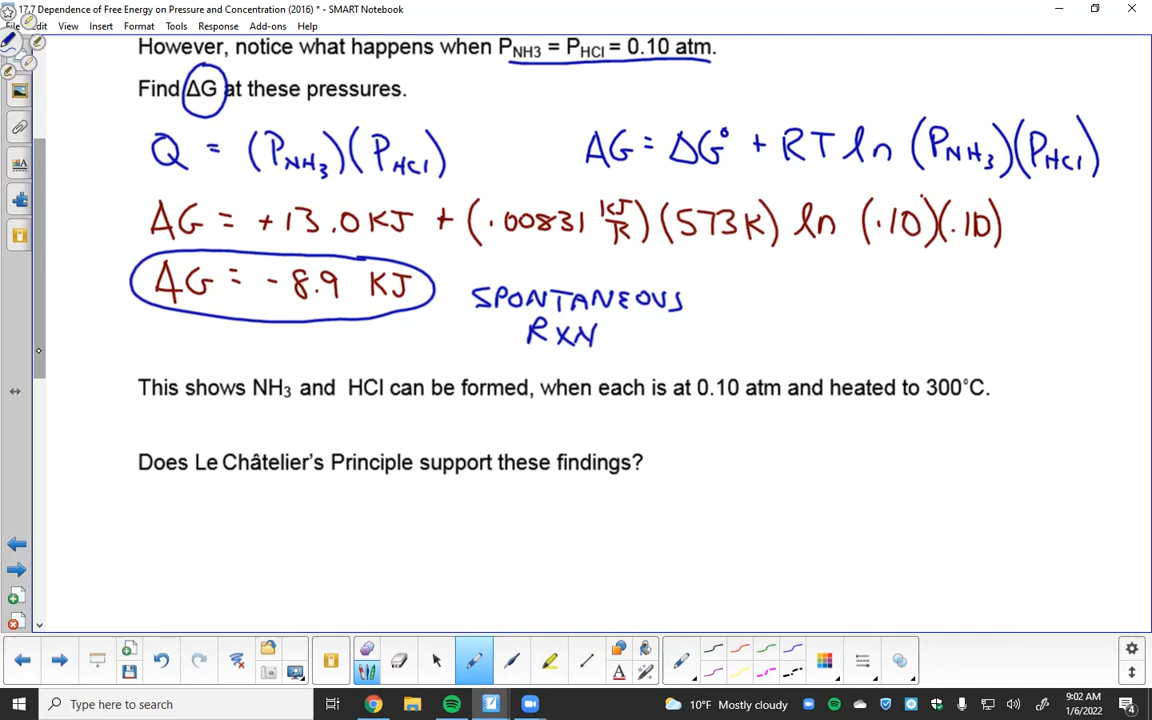 17.7 Dependence of Free Energy on Pressure and Concentration (2016) * - SMART Notebook
File Edit View Insert Format Tools Response Add-ons Help
However, notice what happens when PNH3 = PHCl = 0.10 atm.
Find ΔG at these pressures.
Q = (PNH3)(PHCl) ΔG = ΔG° + RT ln (PNH3)(PHCl)
ΔG = +13.0 KJ + (.00831 KJ/K)(573K) ln (.10)(.10)
ΔG = -8.9 KJ
SPONTANEOUS
RXN
This shows NH3 and HCl can be formed, when each is at 0.10 atm and heated to 300°C.
Does Le Châtelier's Principle support these findings?
Type here to search
10°F Mostly cloudy
9:02 AM
1/6/2022
4